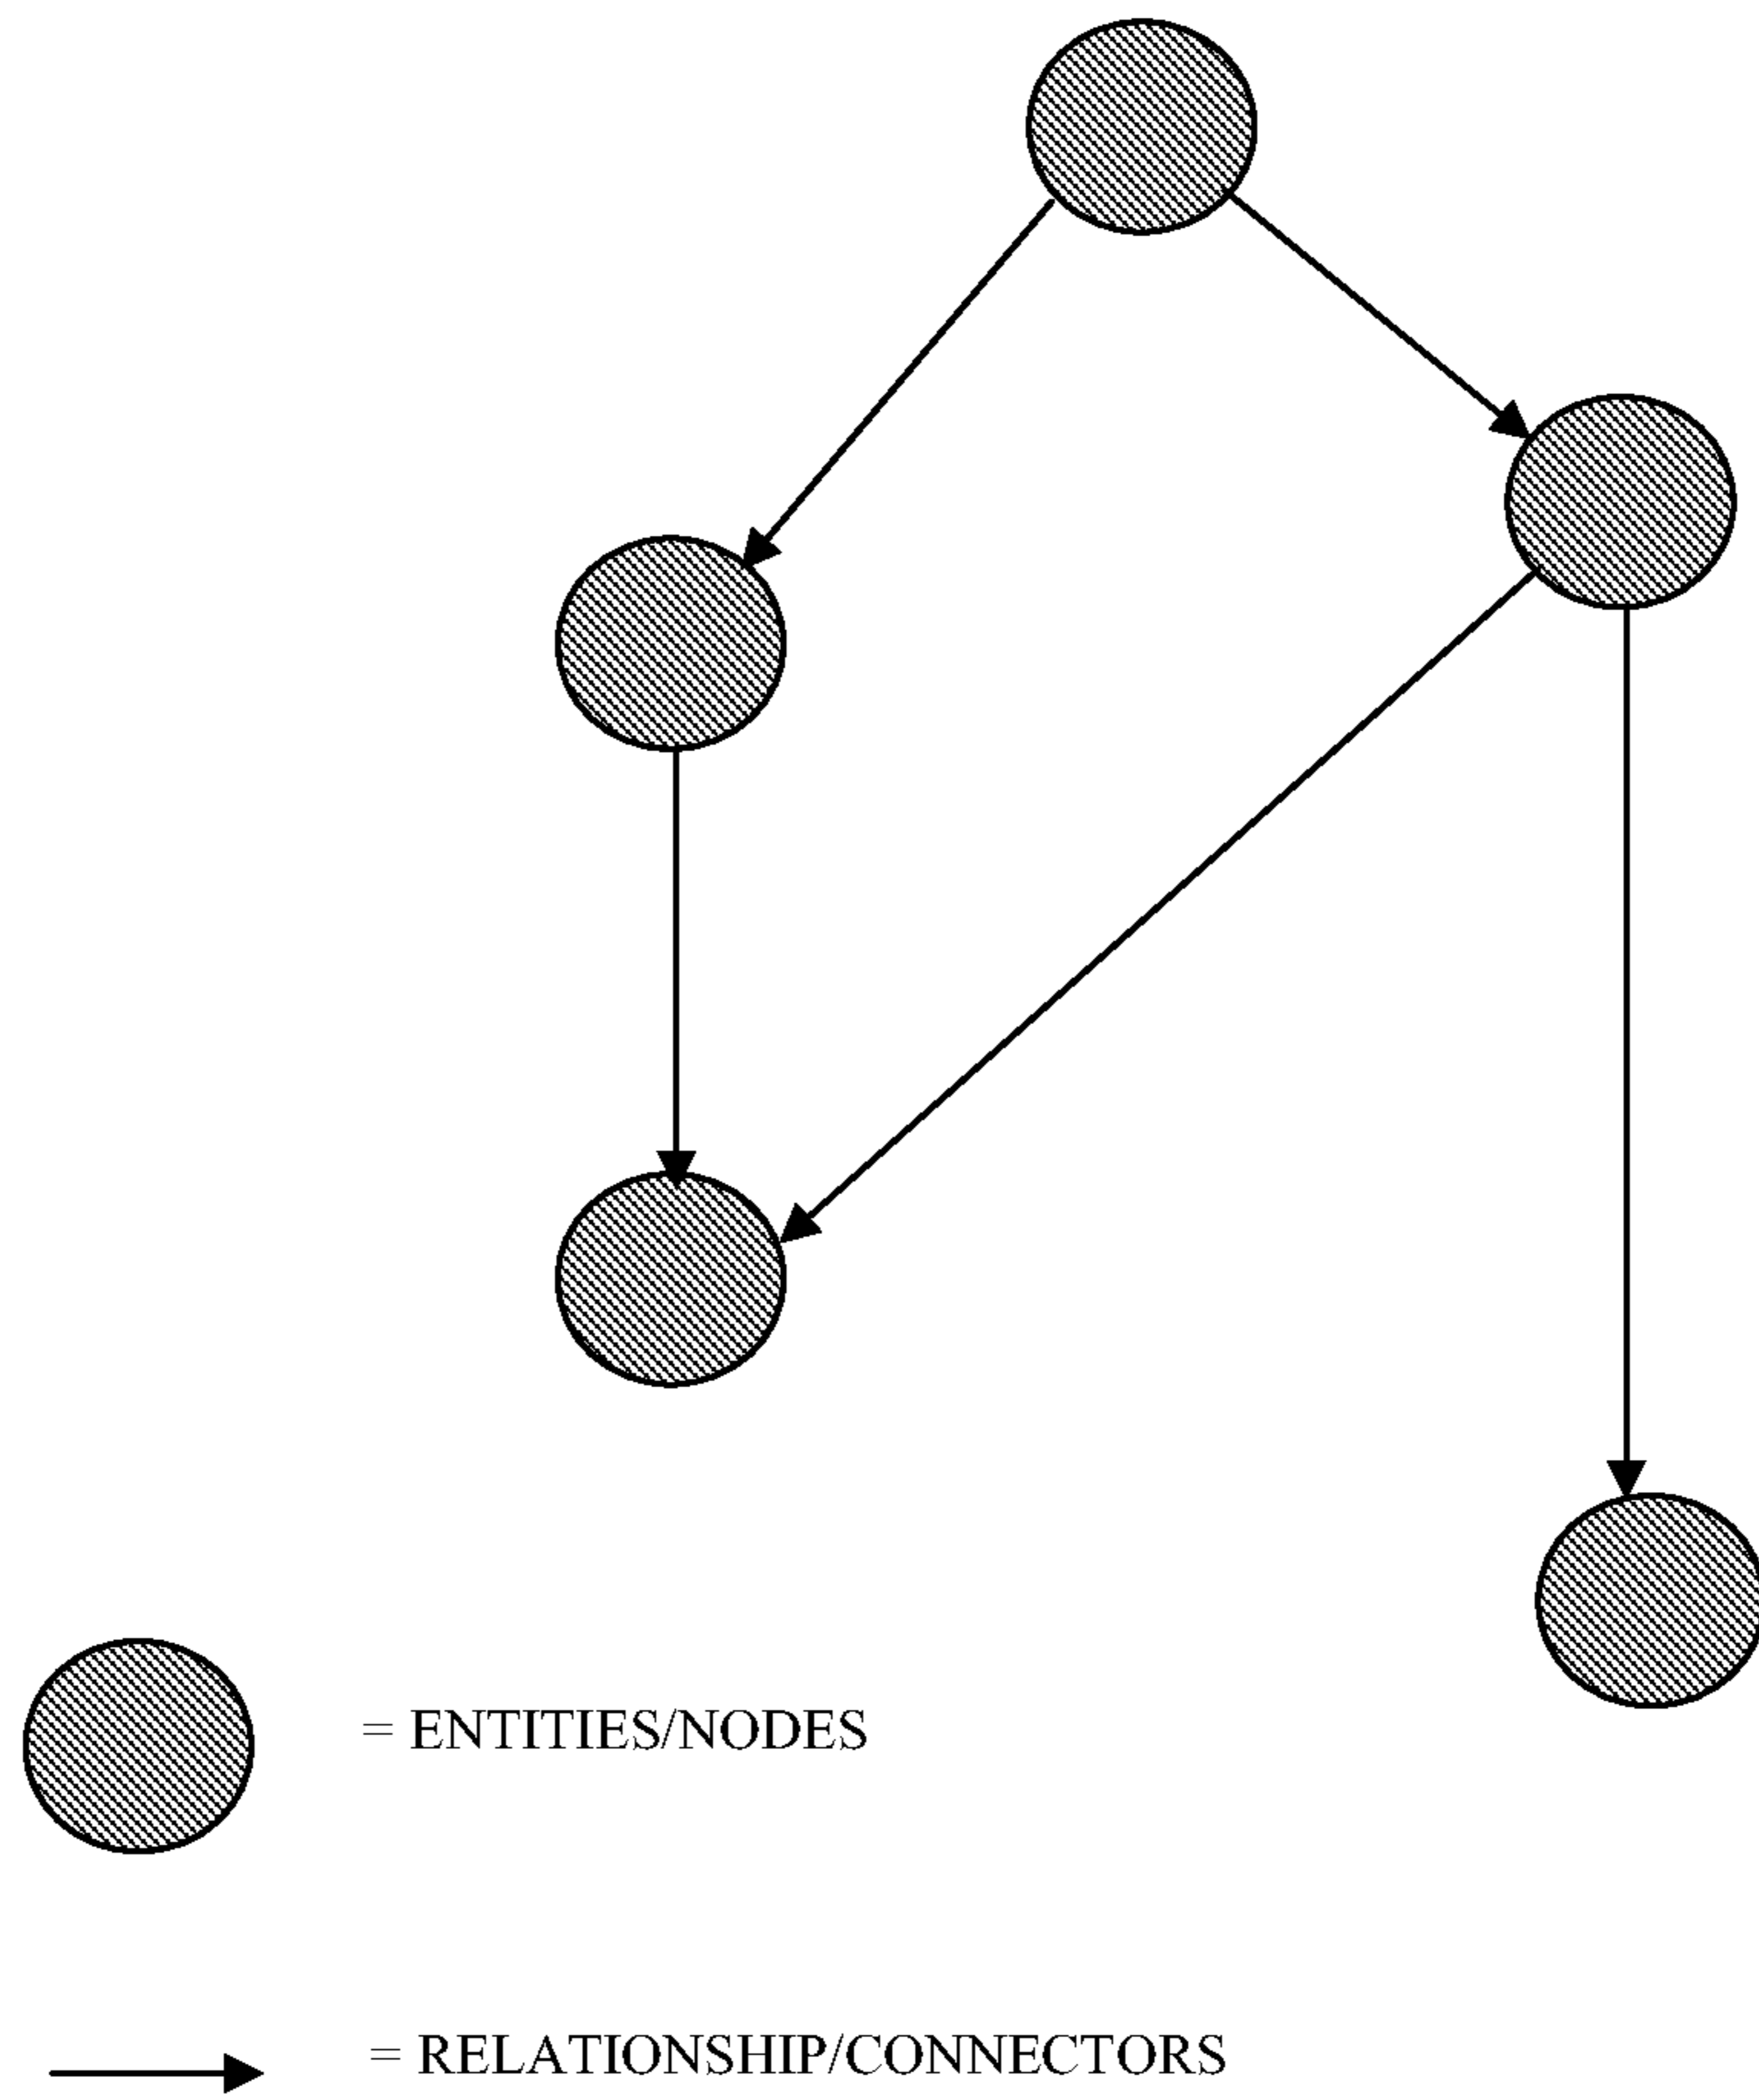 = ENTITIES/NODES
= RELATIONSHIP/CONNECTORS